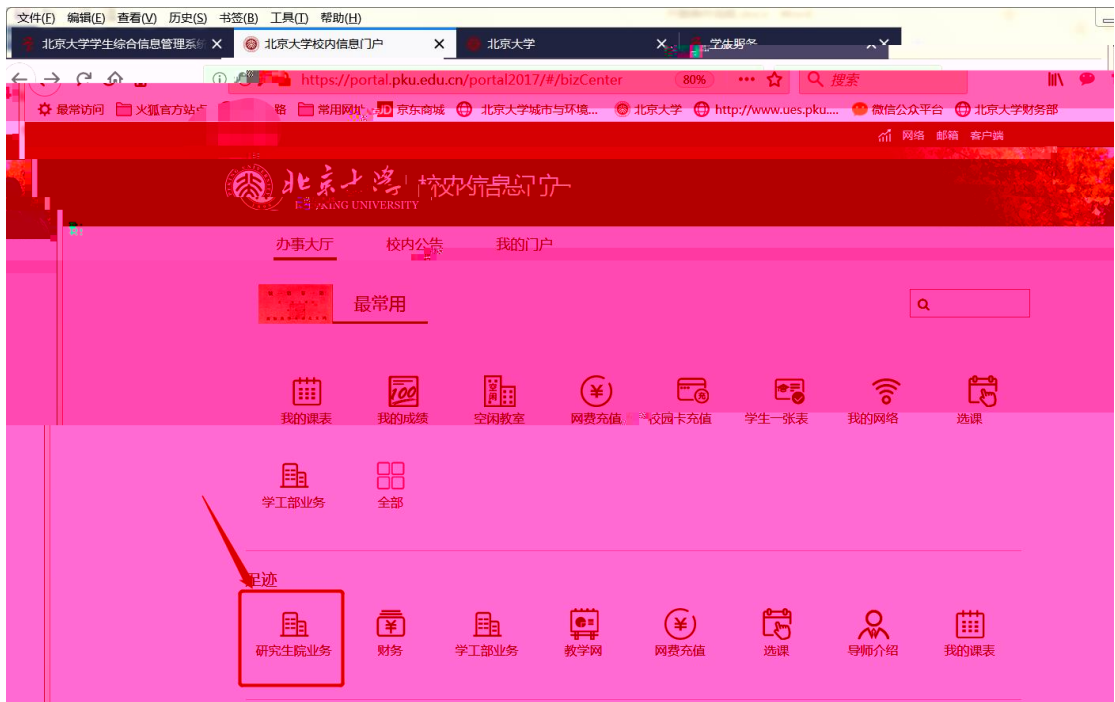 文件(F) 编辑(E) 查看(V) 历史(S) 书签(B) 工具(T) 帮助(H)
北京大学学生综合信息管理系统 × 北京大学校内信息门户 × 北京大学 ×
https://portal.pku.edu.cn/portal2017/#/bizCenter 80% 搜索
最常访问 火狐官方站点 常用网址 JD 京东商城 北京大学城市与环境... 北京大学 http://www.ues.pku.... 微信公众平台 北京大学财务部
网络 邮箱 客户端
北京大学 校内信息门户
UNIVERSITY
办事大厅 校内公告 我的门户
最常用
我的课表 我的成绩 空闲教室 网费充值 校园卡充值 学生一张表 我的网络 选课
学工部业务 全部
足迹
研究生院业务 财务 学工部业务 教学网 网费充值 选课 导师介绍 我的课表